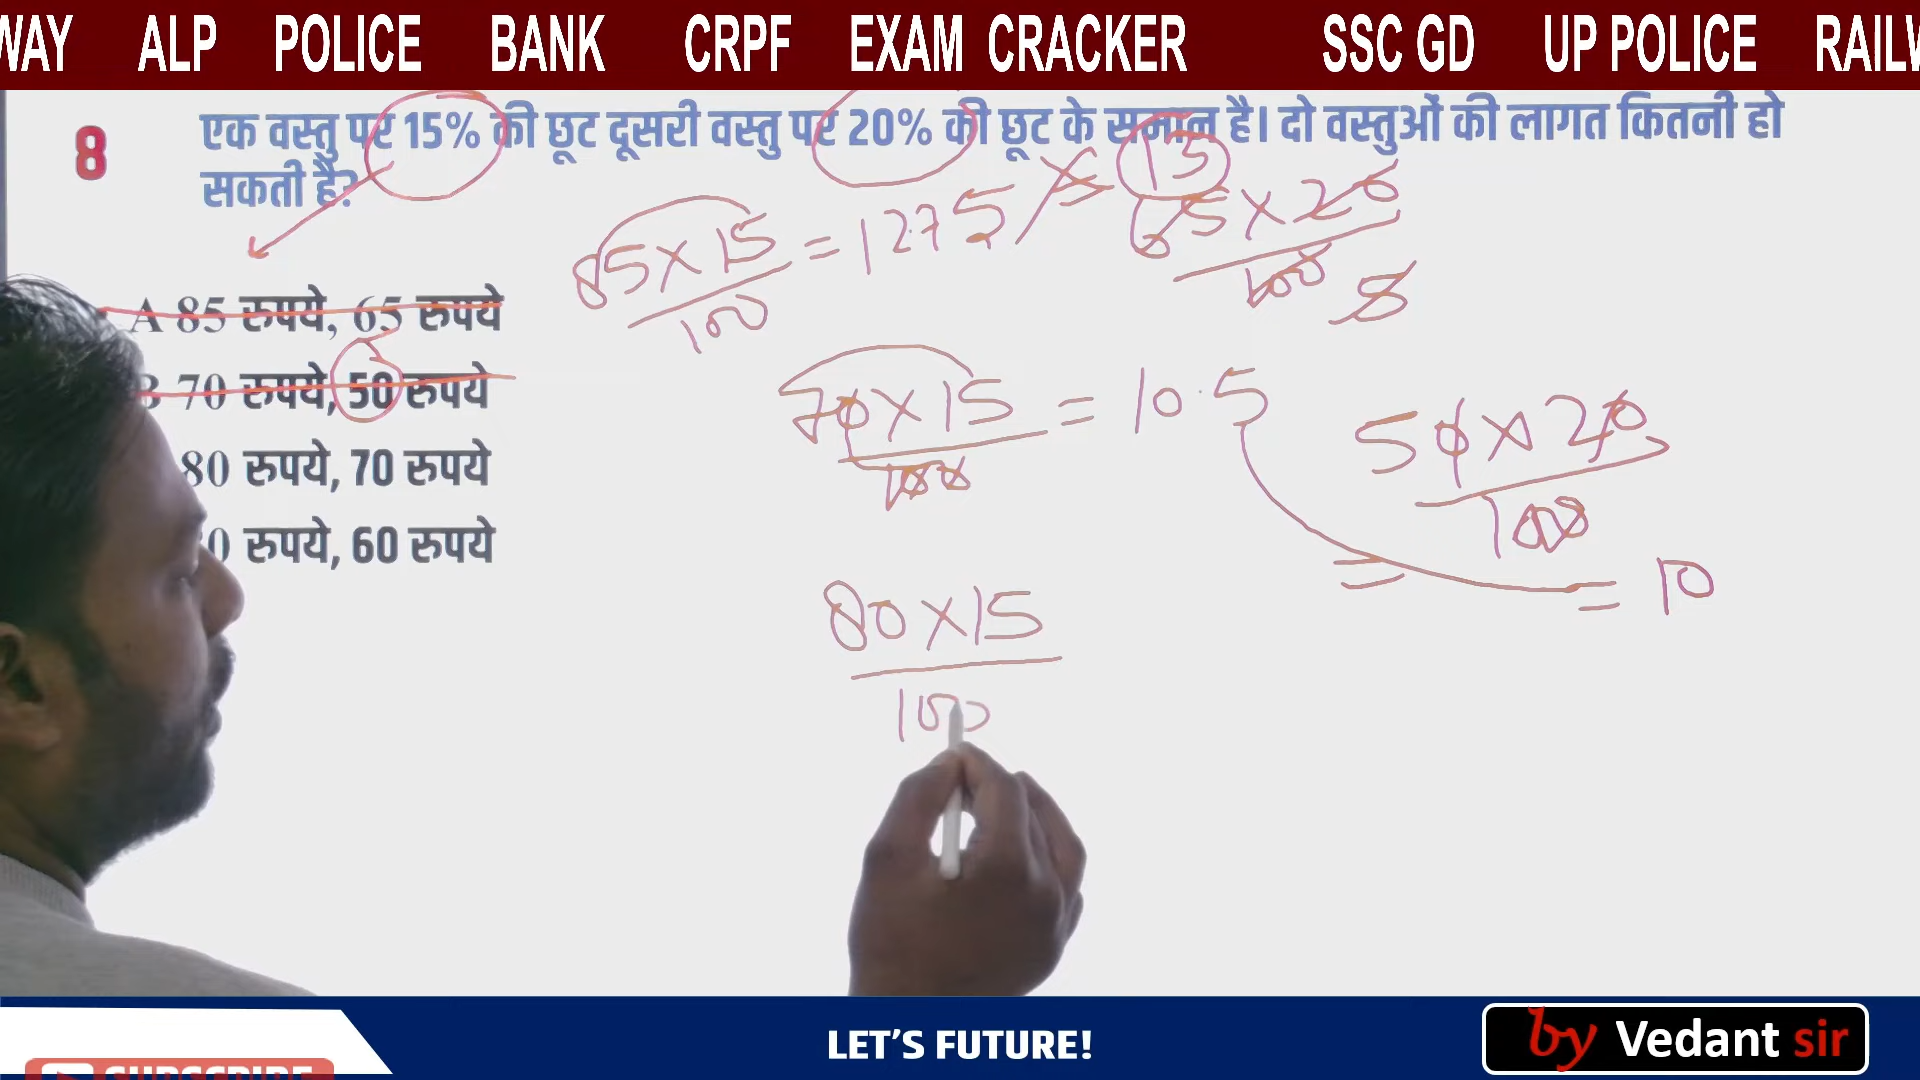 ALP POLICE BANK CRPF EXAM CRACKER SSC GD UP POLICE
8 एक वस्तु पर 15% की छूट दूसरी वस्तु पर 20% की छूट के समान है। दो वस्तुओं की लागत कितनी हो
सकती है?
A 85 रुपये, 65 रुपये
B 70 रुपये, 50 रुपये
80 रुपये, 70 रुपये
0 रुपये, 60 रुपये
85 × 15 / 100 = 12.75 ≠ 13
65 × 20 / 100 5
70 × 15 / 100 = 10.5
50 × 20 / 100
= 10
80 × 15
100
LET'S FUTURE!
by Vedant sir